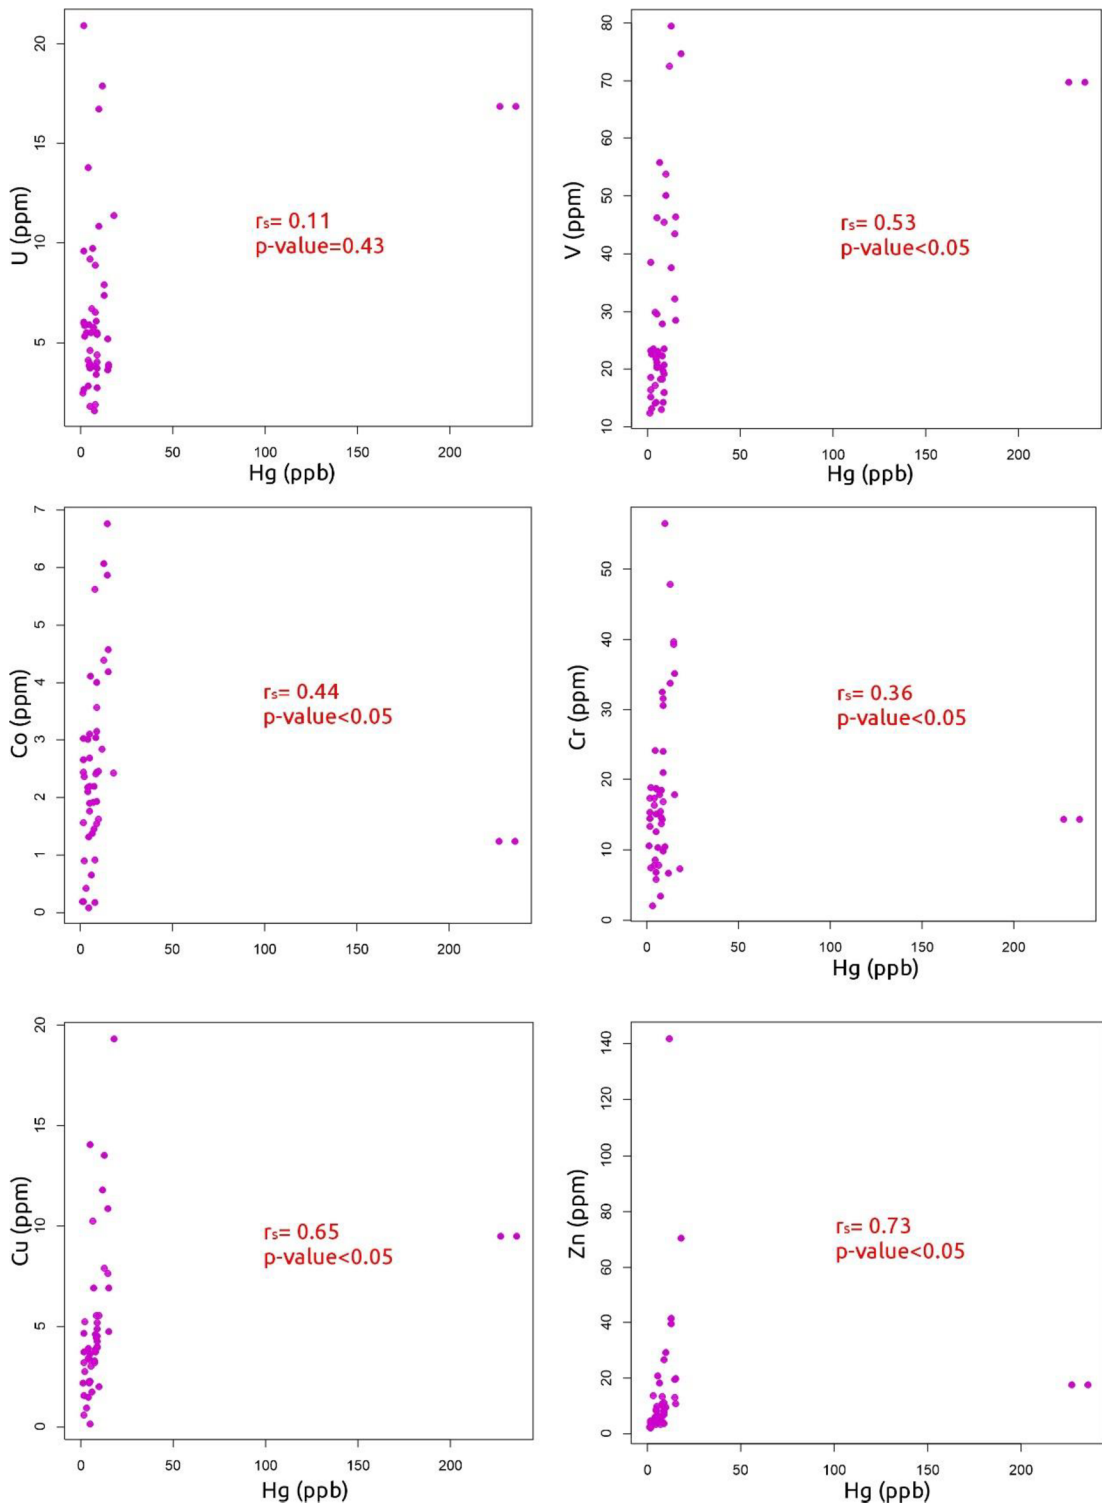 20
15
10
5
U (ppm)
rs= 0.11
p-value=0.43
0 50 100 150 200
Hg (ppb)
80
70
60
50
40
30
20
10
V (ppm)
rs= 0.53
p-value<0.05
0 50 100 150 200
Hg (ppb)
7
6
5
4
3
2
1
0
Co (ppm)
rs= 0.44
p-value<0.05
0 50 100 150 200
50
40
30
20
10
0
Cr (ppm)
rs= 0.36
p-value<0.05
0 50 100 150 200
Hg (ppb)
20
15
10
5
0
Cu (ppm)
rs= 0.65
p-value<0.05
0 50 100 150 200
Hg (ppb)
140
120
100
80
60
40
20
0
Zn (ppm)
rs= 0.73
p-value<0.05
0 50 100 150 200
Hg (ppb)